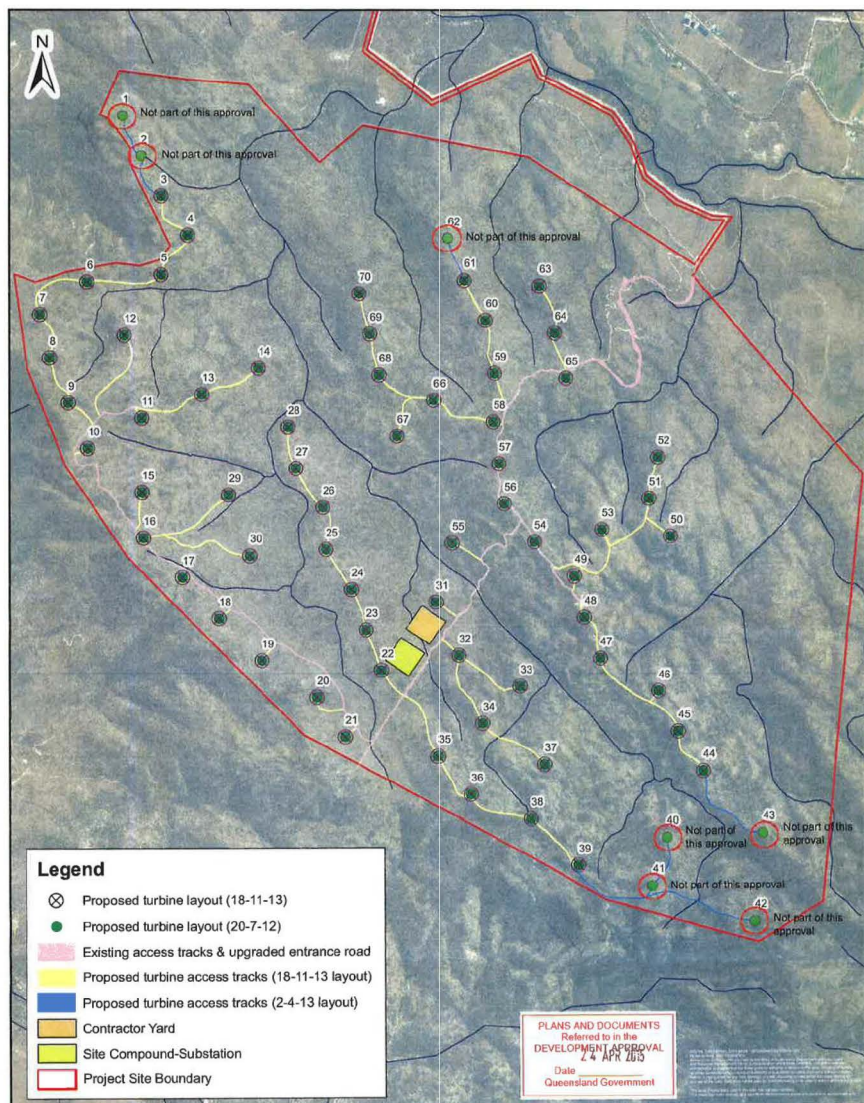 N
1
Not part of this approval
2
Not part of this approval
3
4
5
6
7
8
9
10
11
12
13
14
15
16
17
18
19
20
21
22
23
24
25
26
27
28
29
30
31
32
33
34
35
36
37
38
39
40
Not part of
this approval
41
Not part of this approval
42
Not part of this
approval
43
Not part of this
approval
44
45
46
47
48
49
50
51
52
53
54
55
56
57
58
59
60
61
62
Not part of this approval
63
64
65
66
67
68
69
70
Legend
Proposed turbine layout (18-11-13)
Proposed turbine layout (20-7-12)
Existing access tracks & upgraded entrance road
Proposed turbine access tracks (18-11-13 layout)
Proposed turbine access tracks (2-4-13 layout)
Contractor Yard
Site Compound-Substation
Project Site Boundary
PLANS AND DOCUMENTS
Referred to in the
DEVELOPMENT APPROVAL
24 APR 2015
Date
Queensland Government